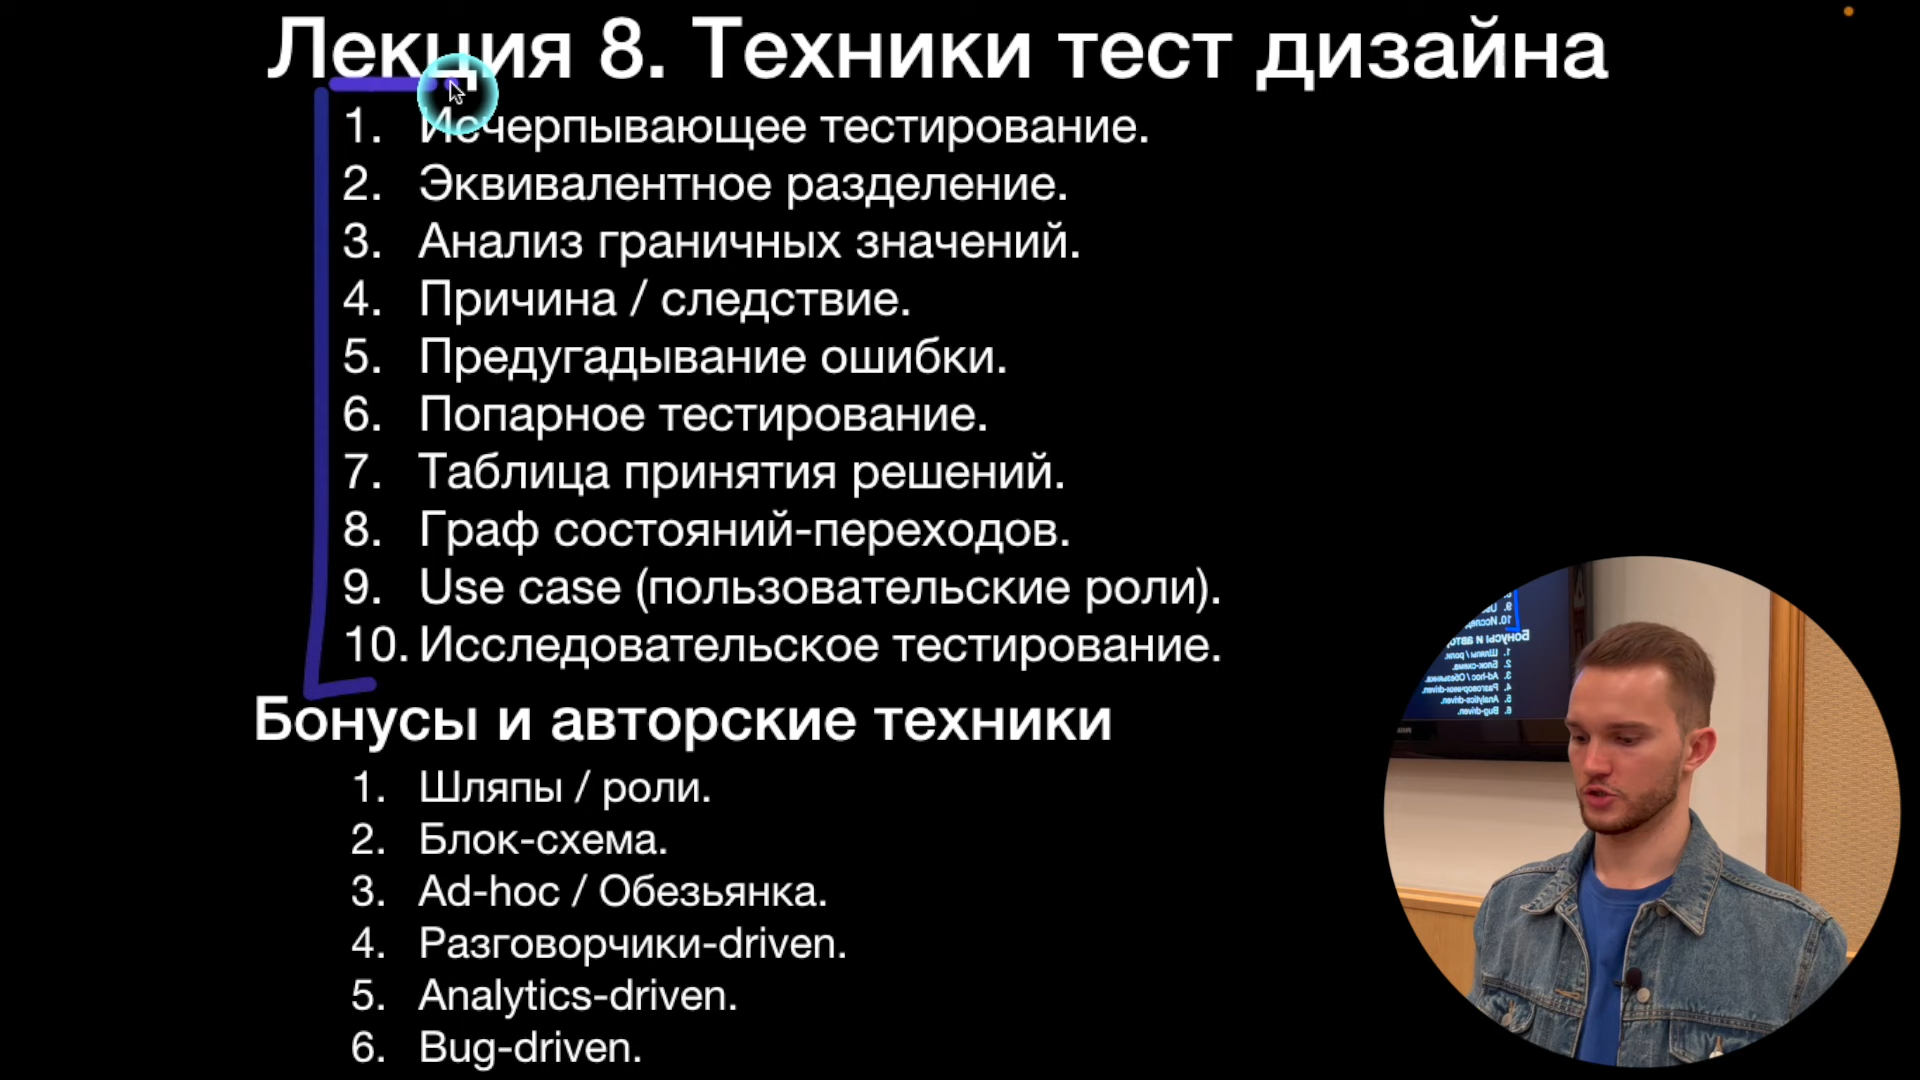 Лекция 8. Техники тест дизайна
1. Исчерпывающее тестирование.
2. Эквивалентное разделение.
3. Анализ граничных значений.
4. Причина / следствие.
5. Предугадывание ошибки.
6. Попарное тестирование.
7. Таблица принятия решений.
8. Граф состояний-переходов.
9. Use case (пользовательские роли).
10. Исследовательское тестирование.
Бонусы и авторские техники
1. Шляпы / роли.
2. Блок-схема.
3. Ad-hoc / Обезьянка.
4. Разговорчики-driven.
5. Analytics-driven.
6. Bug-driven.